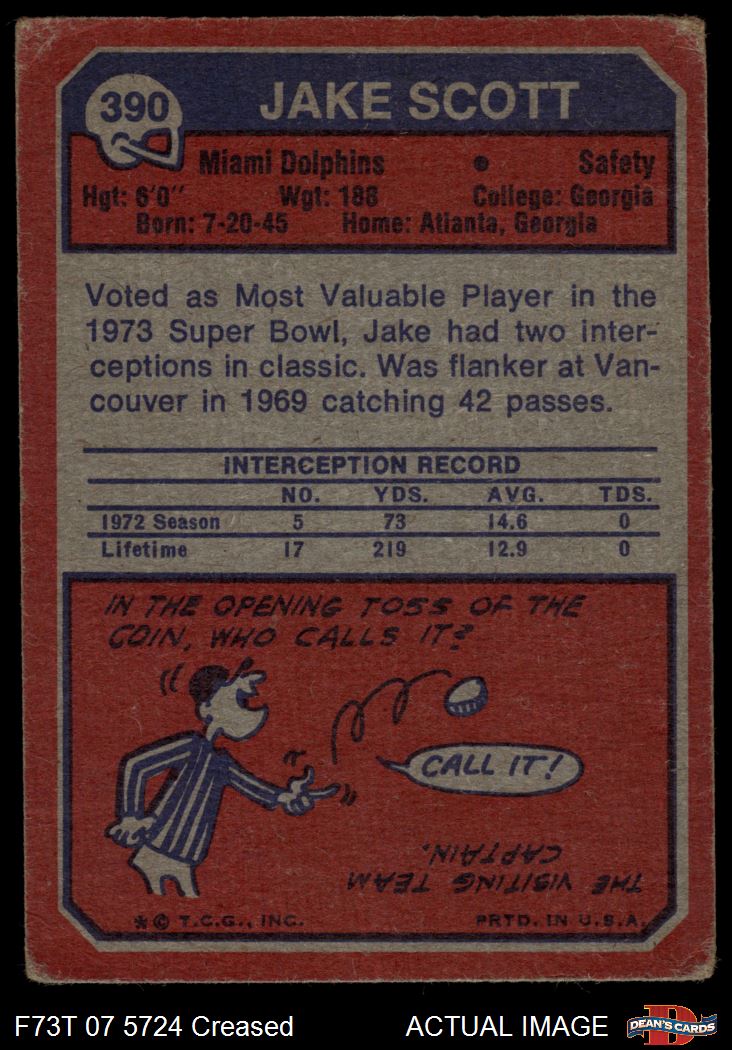 390
JAKE SCOTT
Miami Dolphins • Safety
Hgt: 6'0" Wgt: 188 College: Georgia
Born: 7-20-45 Home: Atlanta, Georgia
Voted as Most Valuable Player in the
1973 Super Bowl, Jake had two inter-
ceptions in classic. Was flanker at Van-
couver in 1969 catching 42 passes.
INTERCEPTION RECORD
NO. YDS. AVG. TDS.
1972 Season 5 73 14.6 0
Lifetime 17 219 12.9 0
IN THE OPENING TOSS OF THE
COIN, WHO CALLS IT?
CALL IT!
THE VISITING TEAM
CAPTAIN.
* © T.C.G., INC. PRTD. IN U.S.A.
F73T 07 5724 Creased ACTUAL IMAGE
D
DEAN'S CARDS